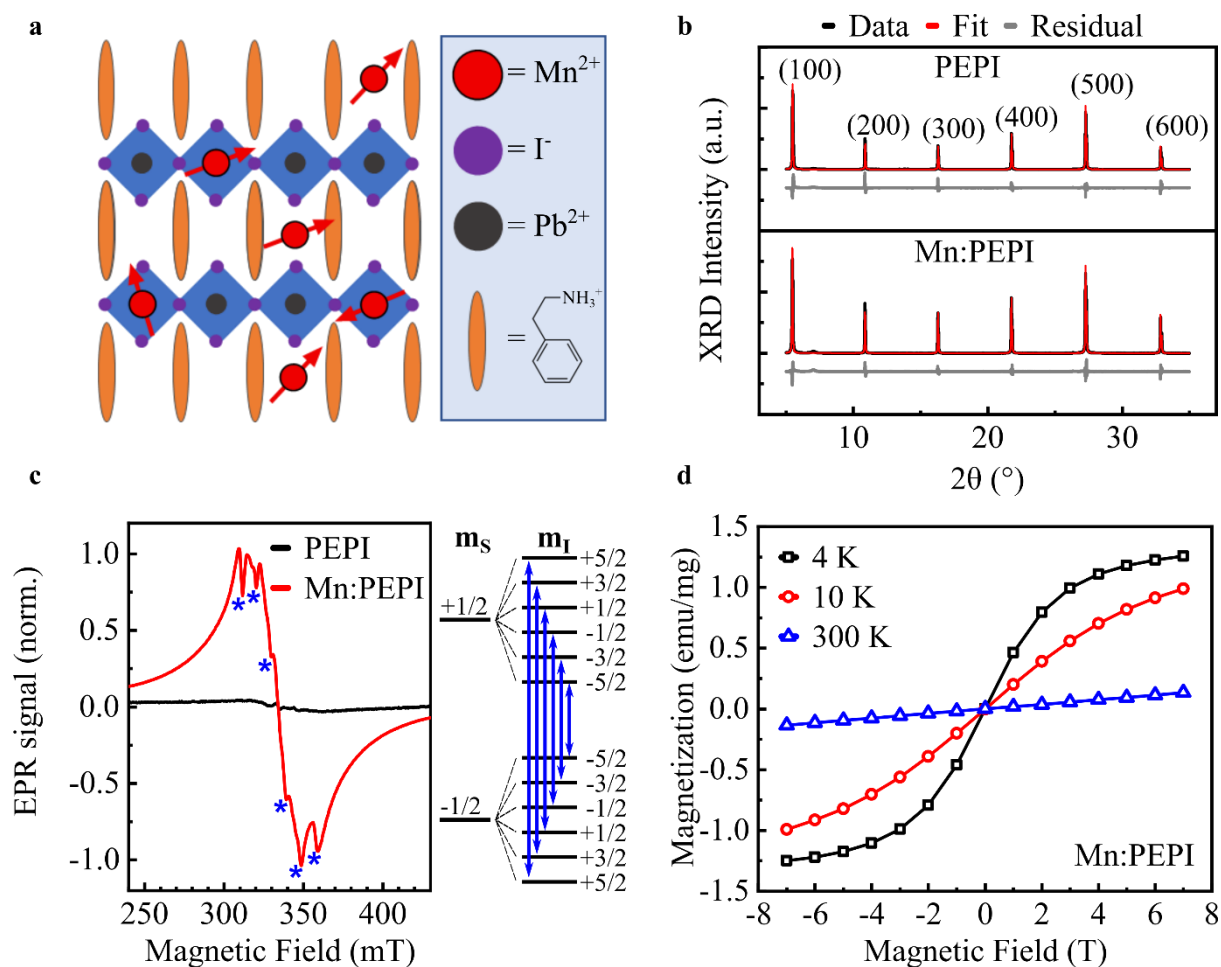 a
= Mn²⁺
= I⁻
= Pb²⁺
=
NH₃⁺
b
Data Fit Residual
PEPI
(100)
(200)
(300)
(400)
(500)
(600)
Mn:PEPI
XRD Intensity (a.u.)
10 20 30
2θ (°)
c
PEPI
Mn:PEPI
1.0
0.5
0.0
-0.5
-1.0
*
*
*
*
*
*
EPR signal (norm.)
250 300 350 400
Magnetic Field (mT)
m_S m_I
+1/2
-1/2
+5/2
+3/2
+1/2
-1/2
-3/2
-5/2
-5/2
-3/2
-1/2
+1/2
+3/2
+5/2
d
4 K
10 K
300 K
1.5
1.0
0.5
0.0
-0.5
-1.0
-1.5
Magnetization (emu/mg)
Mn:PEPI
-8 -6 -4 -2 0 2 4 6 8
Magnetic Field (T)